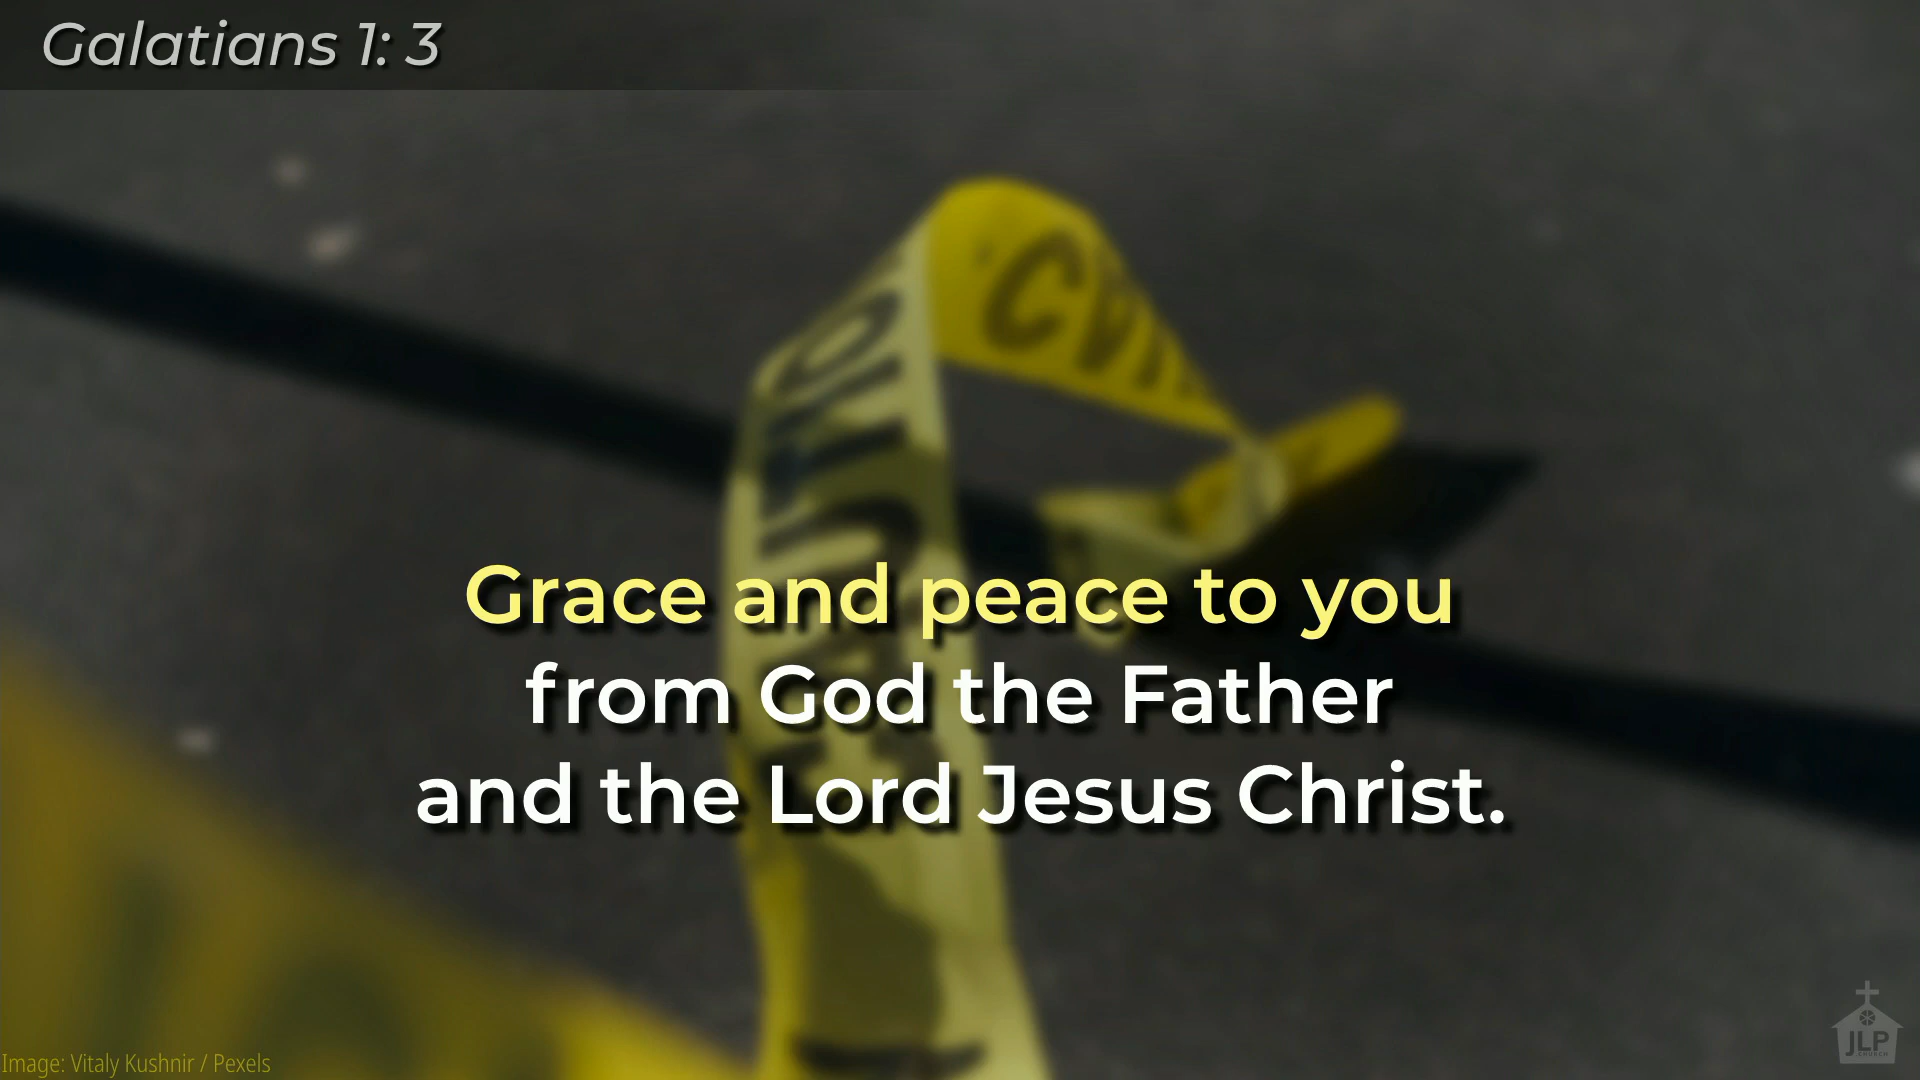 Galatians 1: 3
Grace and peace to you
from God the Father
and the Lord Jesus Christ.
Image: Vitaly Kushnir / Pexels
JLP
CHURCH